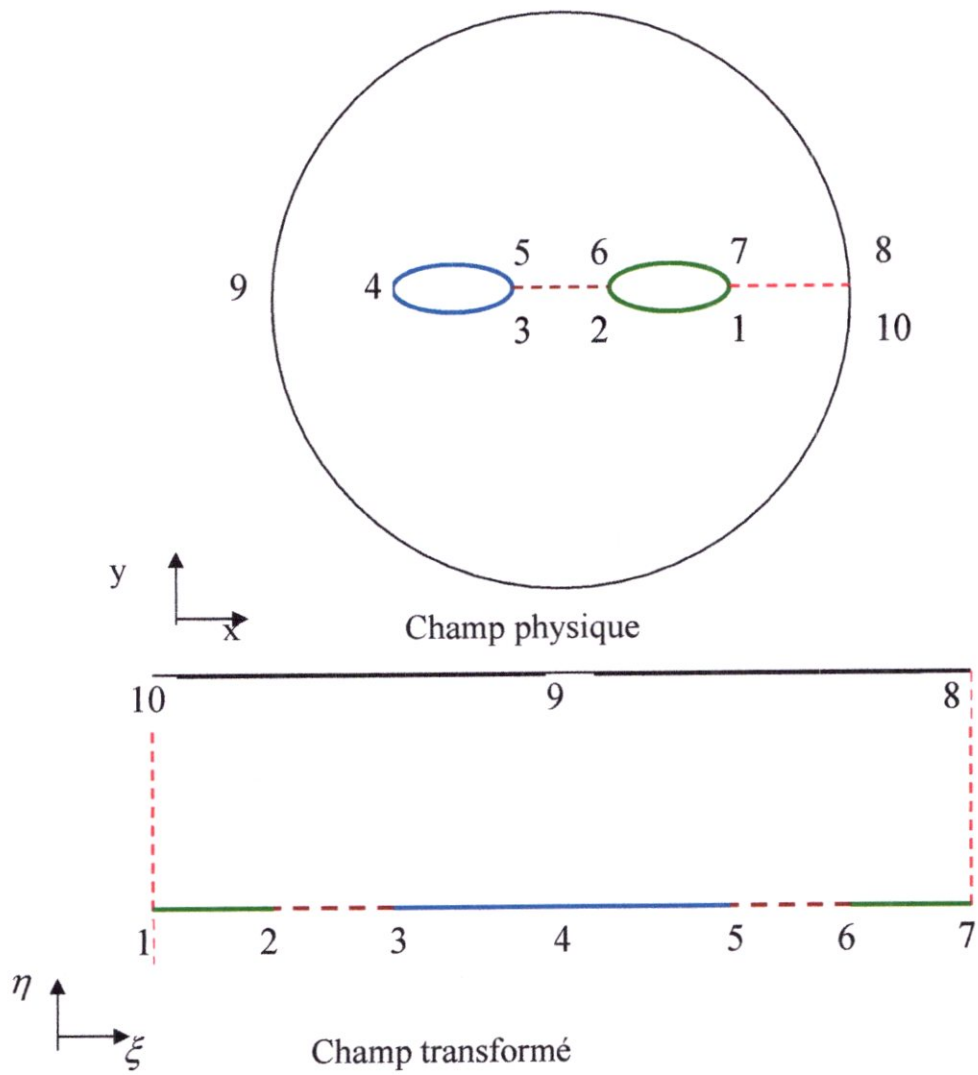 5 6 7 8
9 4
3 2 1 10
y
x
Champ physique
10 9 8
1 2 3 4 5 6 7
η
ξ
Champ transformé